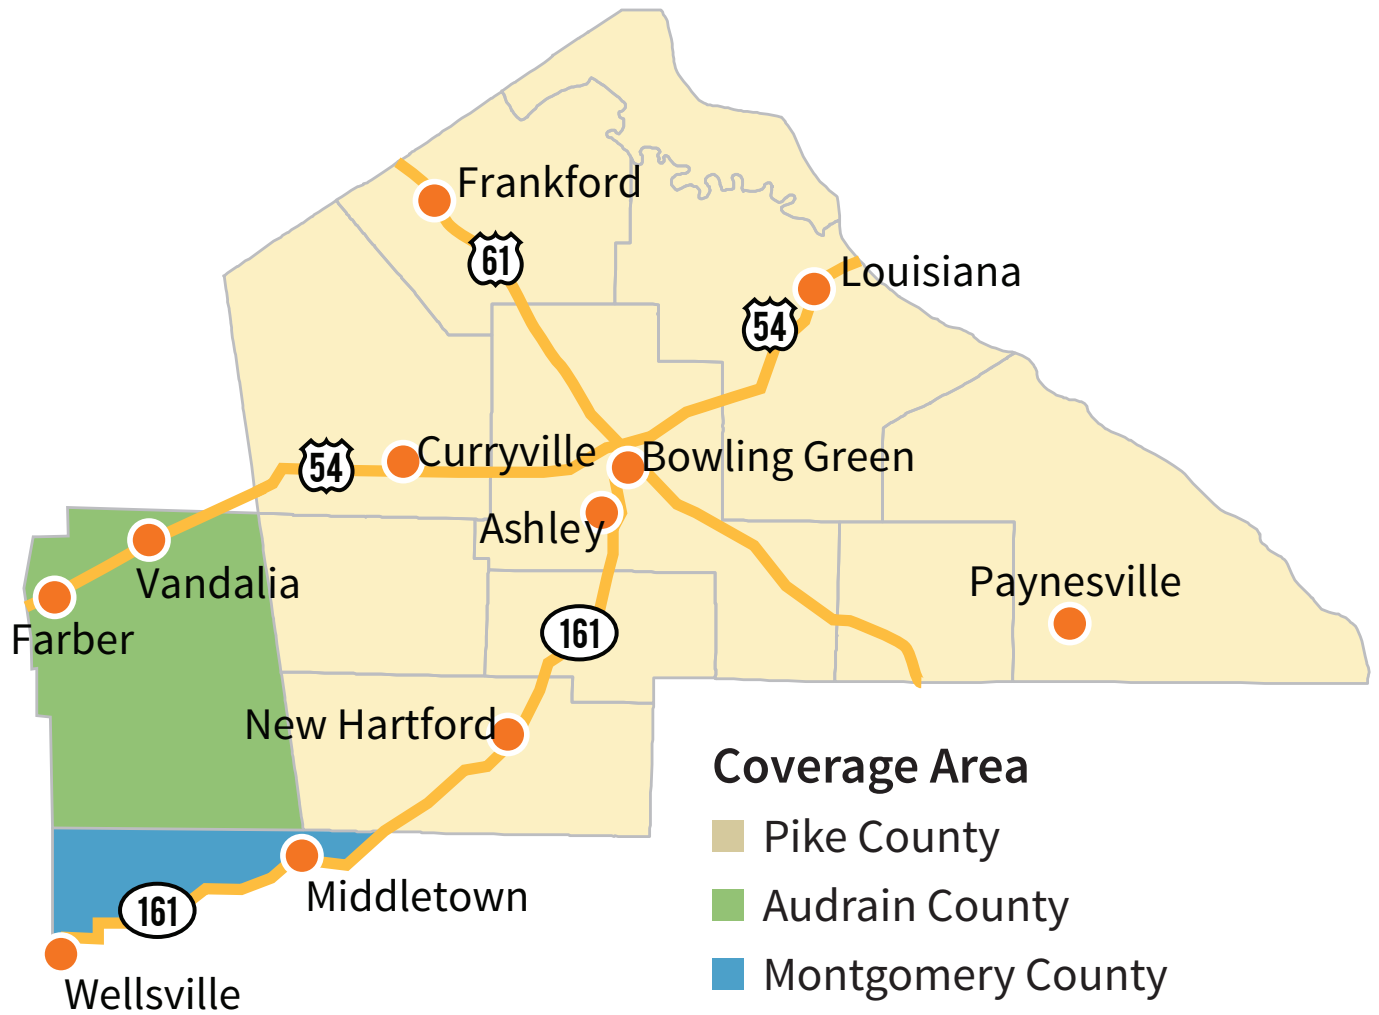 Frankford
61
Louisiana
54
Curryville
Bowling Green
54
Ashley
Vandalia
Paynesville
Farber
161
New Hartford
Coverage Area
Pike County
Middletown
Audrain County
161
Montgomery County
Wellsville